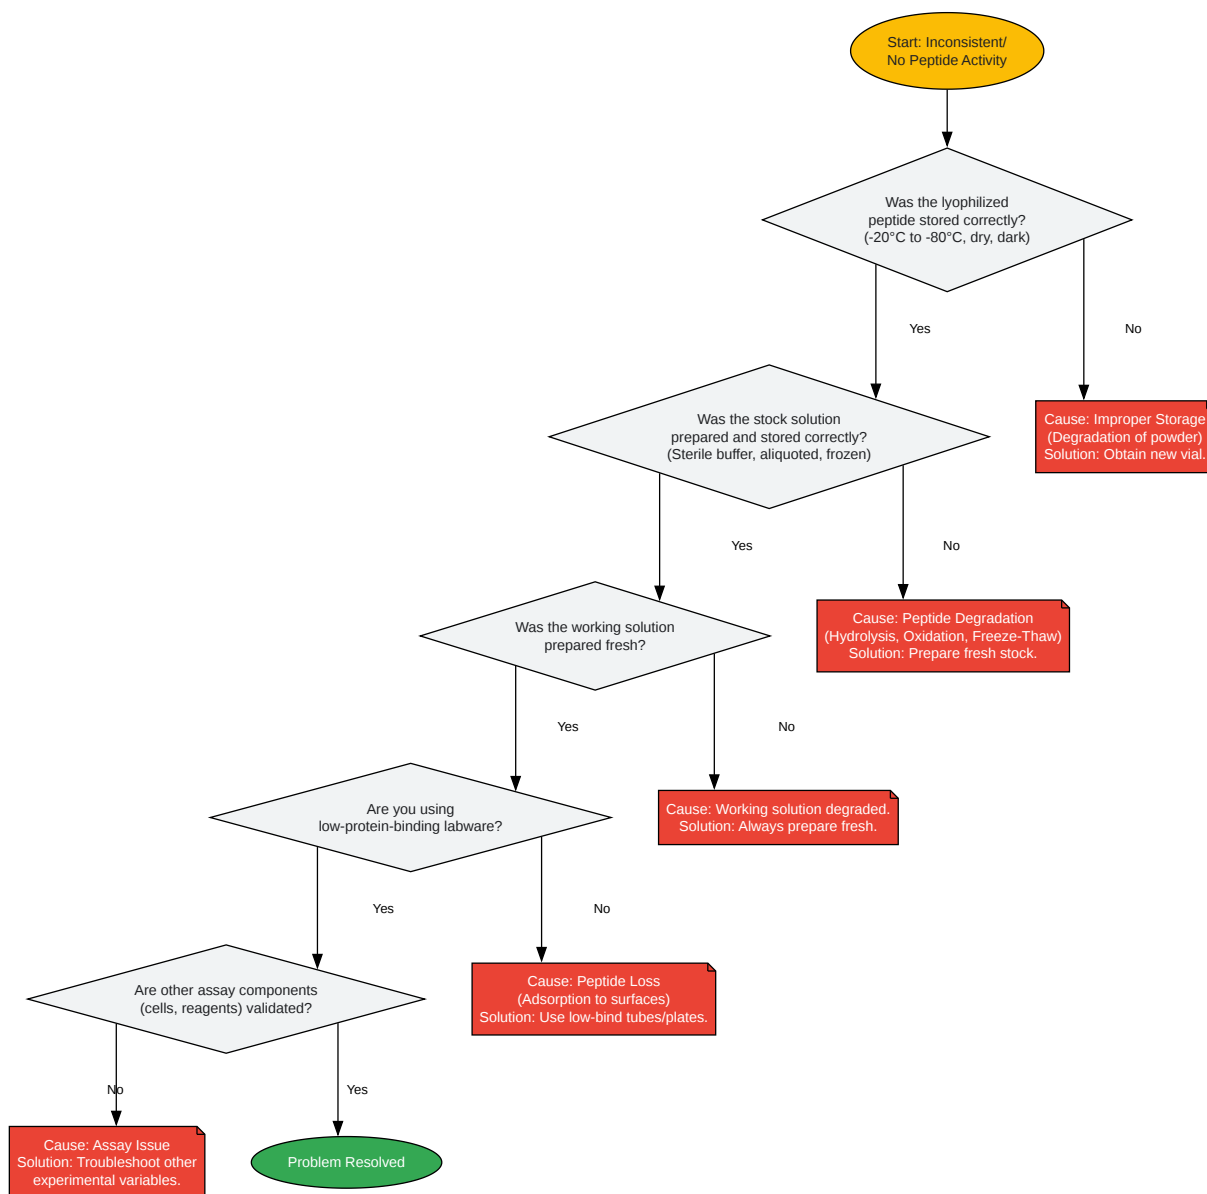 Start: Inconsistent/
No Peptide Activity
Was the lyophilized
peptide stored correctly?
(-20°C to -80°C, dry, dark)
Yes
No
Was the stock solution
prepared and stored correctly?
(Sterile buffer, aliquoted, frozen)
Cause: Improper Storage
(Degradation of powder)
Solution: Obtain new vial.
Yes
No
Was the working solution
prepared fresh?
Cause: Peptide Degradation
(Hydrolysis, Oxidation, Freeze-Thaw)
Solution: Prepare fresh stock.
Yes
No
Are you using
low-protein-binding labware?
Cause: Working solution degraded.
Solution: Always prepare fresh.
Yes
No
Are other assay components
(cells, reagents) validated?
Cause: Peptide Loss
(Adsorption to surfaces)
Solution: Use low-bind tubes/plates.
No
Yes
Cause: Assay Issue
Solution: Troubleshoot other
experimental variables.
Problem Resolved